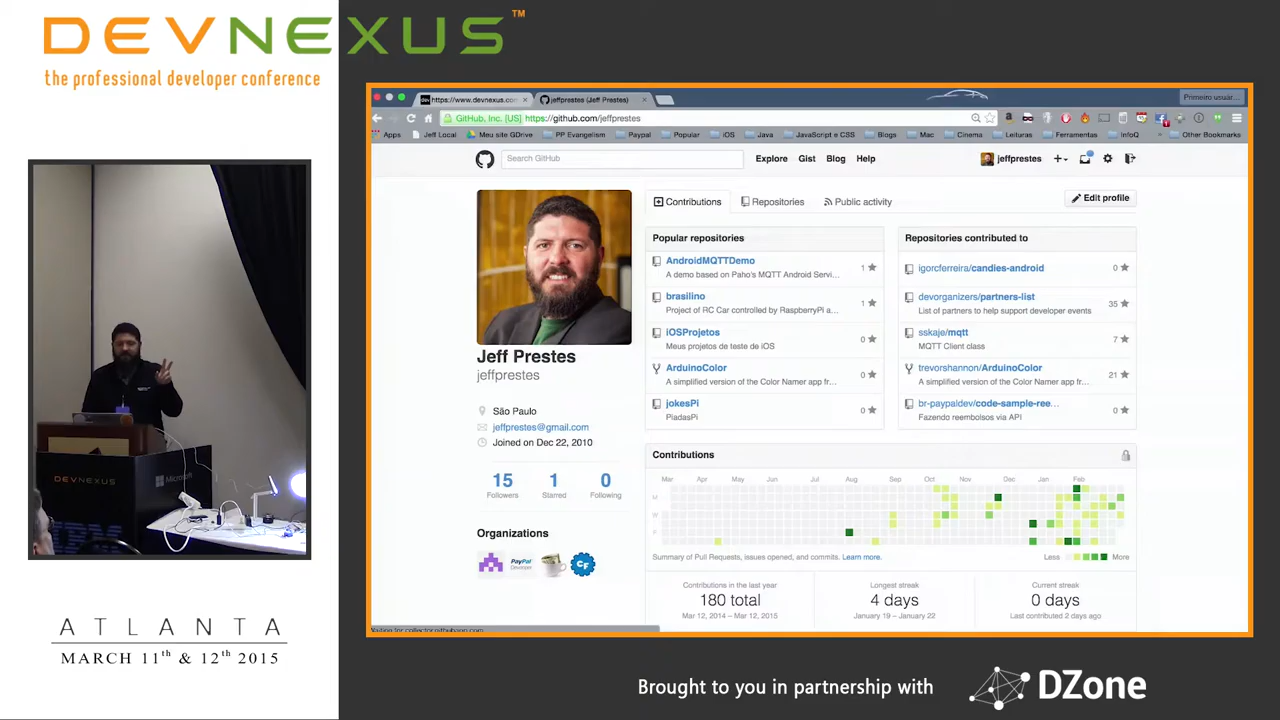 DEVNEXUS™
the professional developer conference
https://www.devnexus.com
jeffprestes (Jeff Prestes)
Primeiro usuár...
GitHub, Inc. [US] https://github.com/jeffprestes
Apps Jeff Local Meu site GDrive PP Evangelism Paypal Popular iOS Java JavaScript e CSS Blogs Mac Cinema Leituras Ferramentas InfoQ » Other Bookmarks
Search GitHub
Explore Gist Blog Help
jeffprestes
Contributions Repositories Public activity
Edit profile
Popular repositories
AndroidMQTTDemo 1
A demo based on Paho's MQTT Android Servi...
brasilino 1
Project of RC Car controlled by RaspberryPi a...
iOSProjetos 0
Meus projetos de teste de iOS
ArduinoColor 0
A simplified version of the Color Namer app fr...
jokesPi 0
PiadasPi
Repositories contributed to
igorcferreira/candies-android 0
devorganizers/partners-list 35
List of partners to help support developer events
sskaje/mqtt 7
MQTT Client class
trevorshannon/ArduinoColor 21
A simplified version of the Color Namer app fr...
br-paypaldev/code-sample-ree... 0
Fazendo reembolsos via API
Jeff Prestes
jeffprestes
São Paulo
jeffprestes@gmail.com
Joined on Dec 22, 2010
15 1 0
Followers Starred Following
Organizations
PayPal
Developer
CF
Contributions
Mar Apr May Jun Jul Aug Sep Oct Nov Dec Jan Feb
M
W
F
Summary of Pull Requests, issues opened, and commits. Learn more.
Less More
Contributions in the last year
180 total
Mar 12, 2014 – Mar 12, 2015
Longest streak
4 days
January 19 – January 22
Current streak
0 days
Last contributed 2 days ago
DEVNEXUS
Microsoft
IBM
ATLANTA
MARCH 11th & 12th 2015
Brought to you in partnership with
DZone